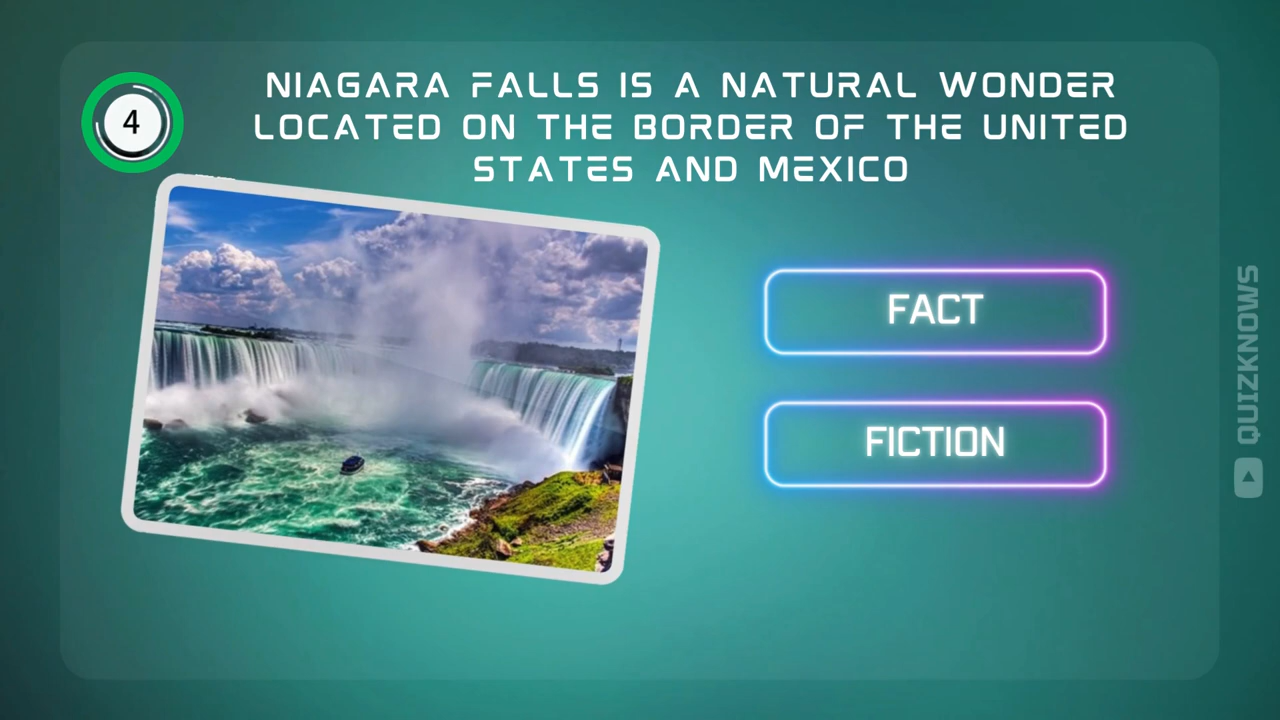 4
NIAGARA FALLS IS A NATURAL WONDER
LOCATED ON THE BORDER OF THE UNITED
STATES AND MEXICO
FACT
FICTION
QUIZKNOWS